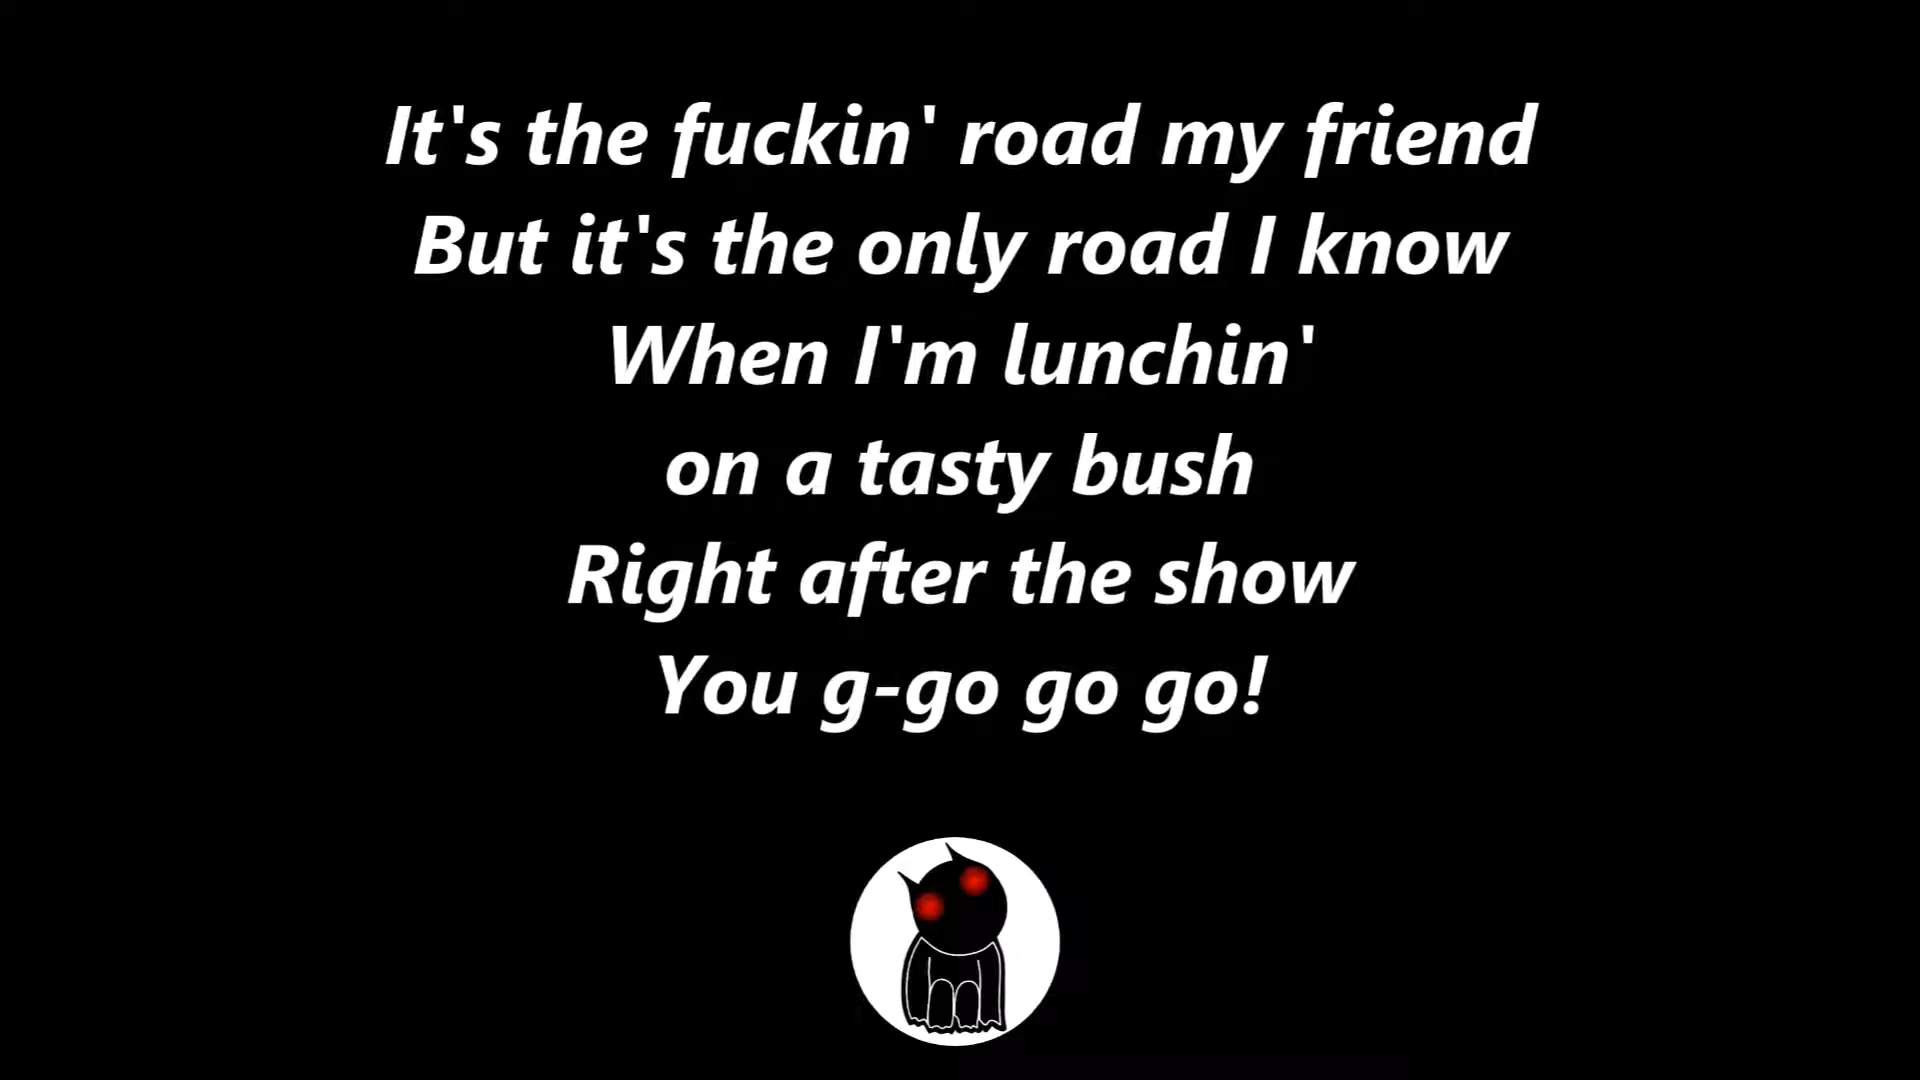 It's the fuckin' road my friend
But it's the only road I know
When I'm lunchin'
on a tasty bush
Right after the show
You g-go go go!